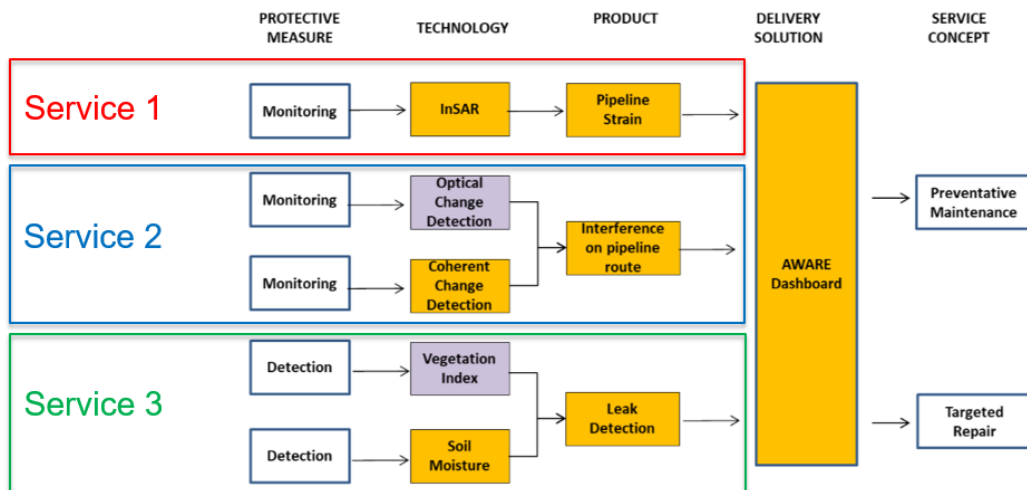 PROTECTIVE
MEASURE
TECHNOLOGY
PRODUCT
DELIVERY
SOLUTION
SERVICE
CONCEPT
Service 1
Monitoring
InSAR
Pipeline
Strain
Service 2
Monitoring
Optical
Change
Detection
Monitoring
Coherent
Change
Detection
Interference
on pipeline
route
Service 3
Detection
Vegetation
Index
Detection
Soil
Moisture
Leak
Detection
AWARE
Dashboard
Preventative
Maintenance
Targeted
Repair